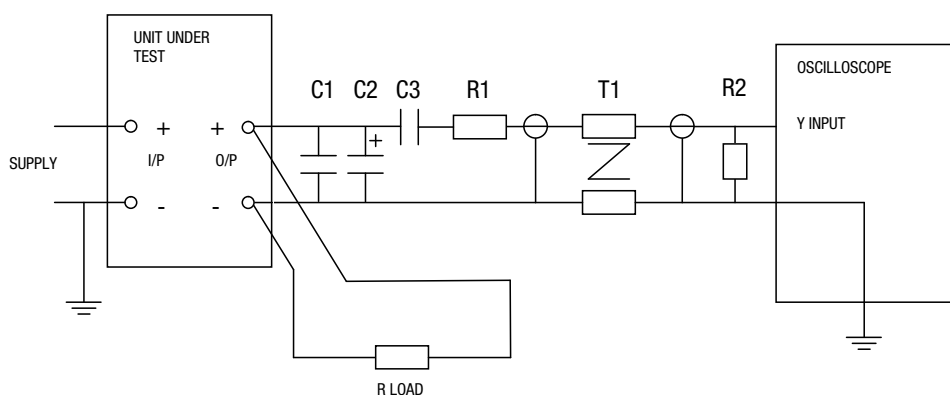 UNIT UNDER
TEST
OSCILLOSCOPE
C1 C2 C3 R1 T1 R2
+
+ + Y INPUT
SUPPLY I/P O/P
- -
R LOAD